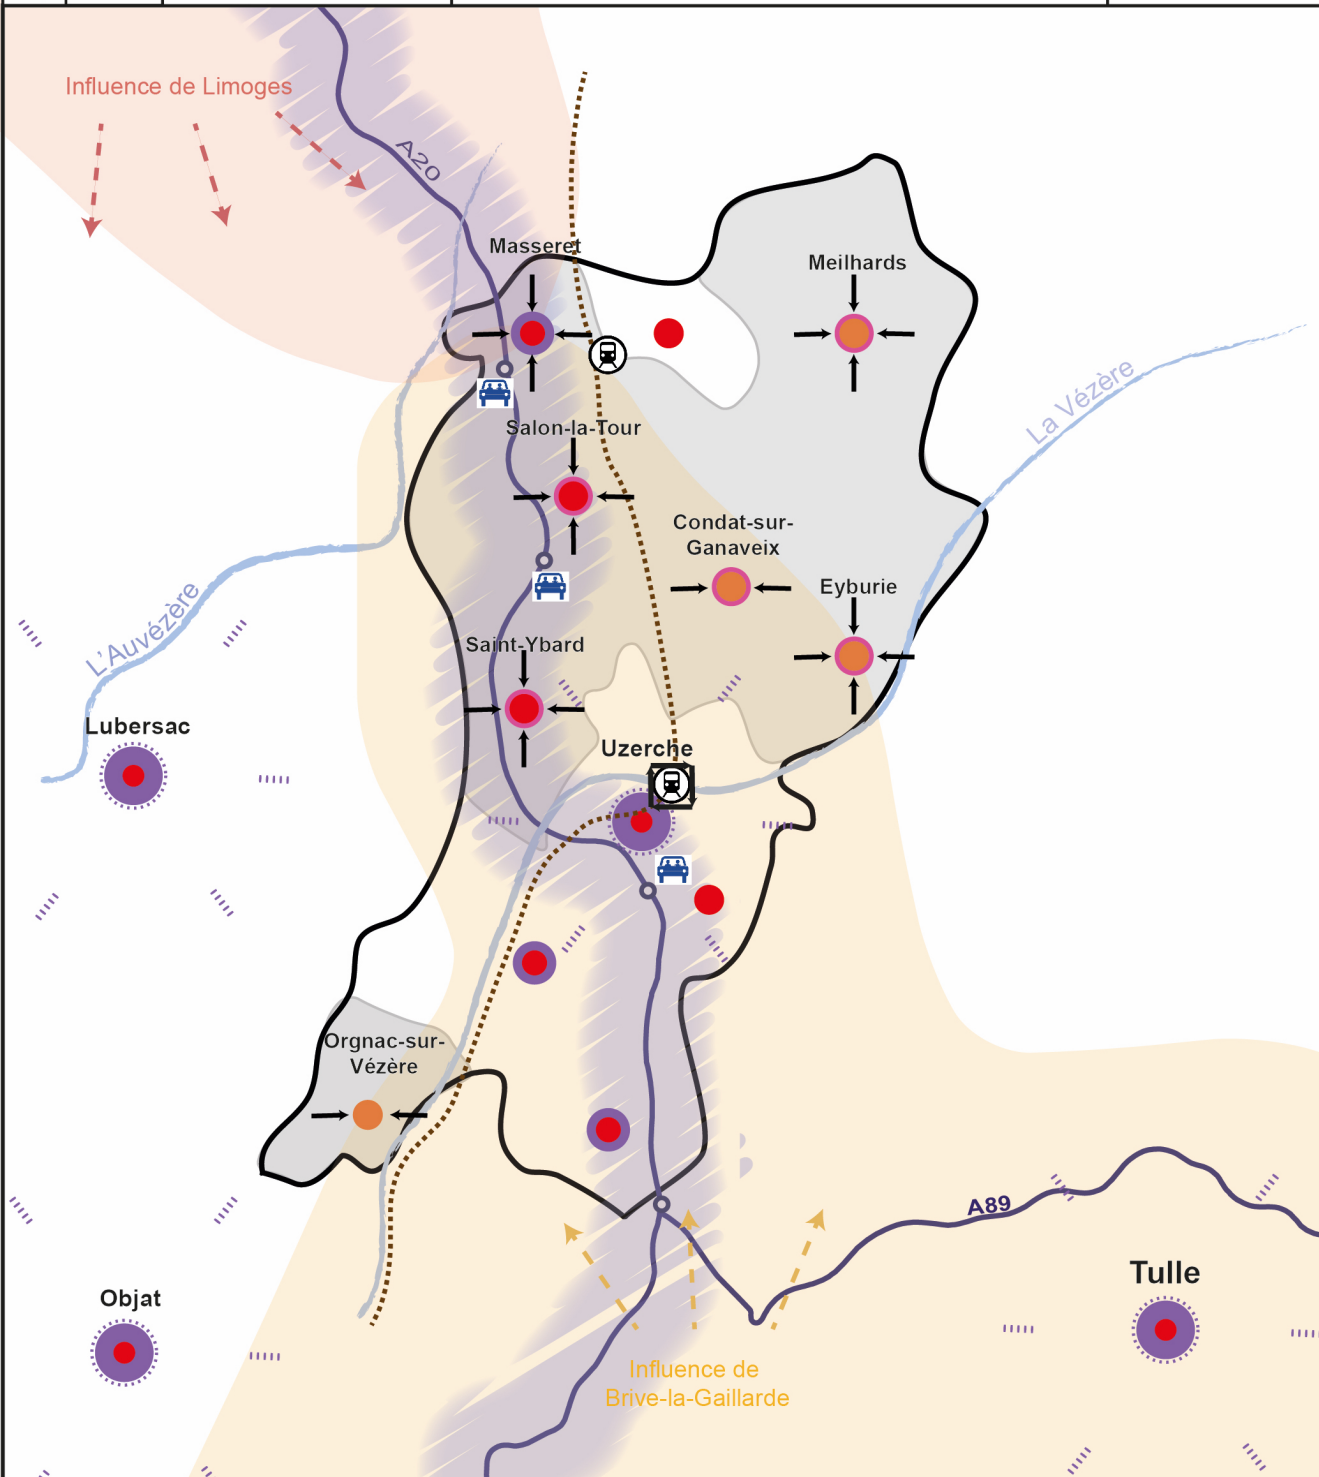 Influence de Limoges
A20
Masseret
Meilhards
La Vézère
Salon-la-Tour
Condat-sur-
Ganaveix
Eyburie
L'Auvézère
Saint-Ybard
Lubersac
Uzerche
Orgnac-sur-
Vézère
A89
Tulle
Objat
Influence de
Brive-la-Gaillarde